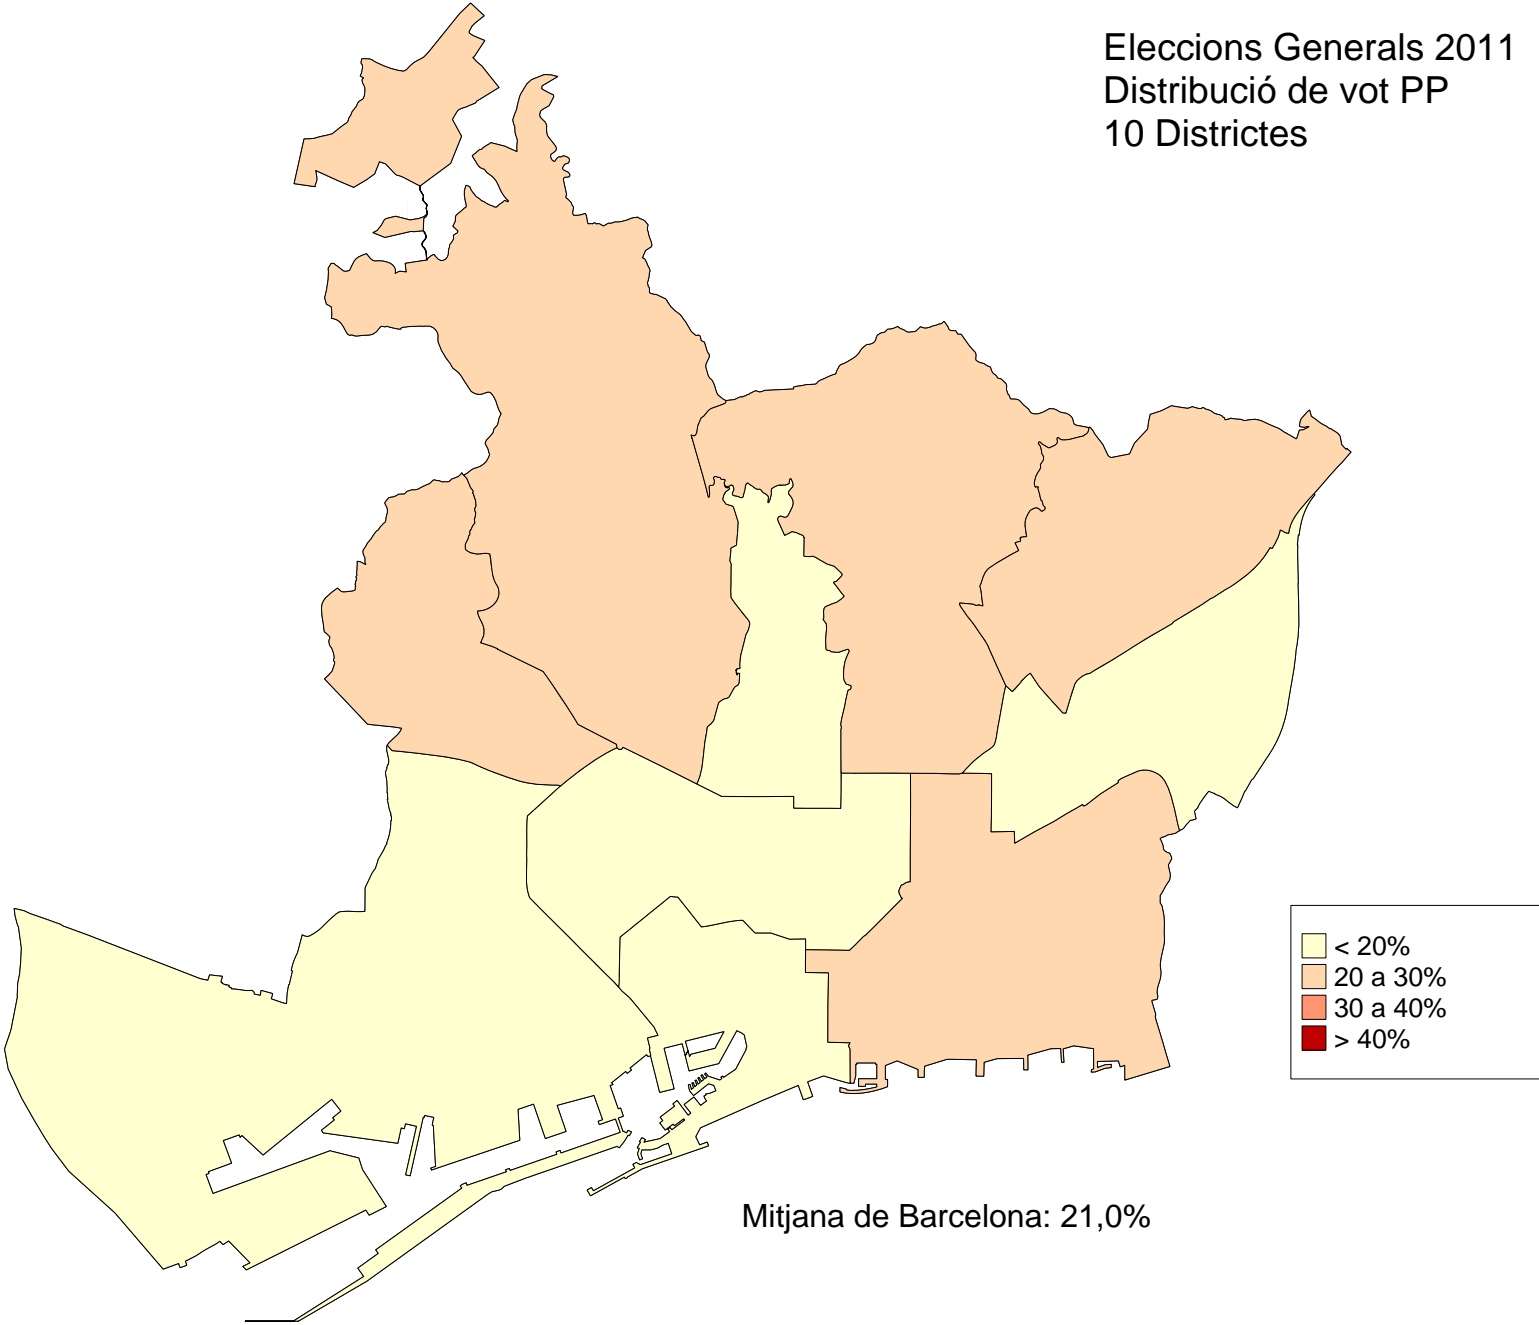 Eleccions Generals 2011
Distribució de vot PP
10 Districtes
< 20%
20 a 30%
30 a 40%
> 40%
Mitjana de Barcelona: 21,0%